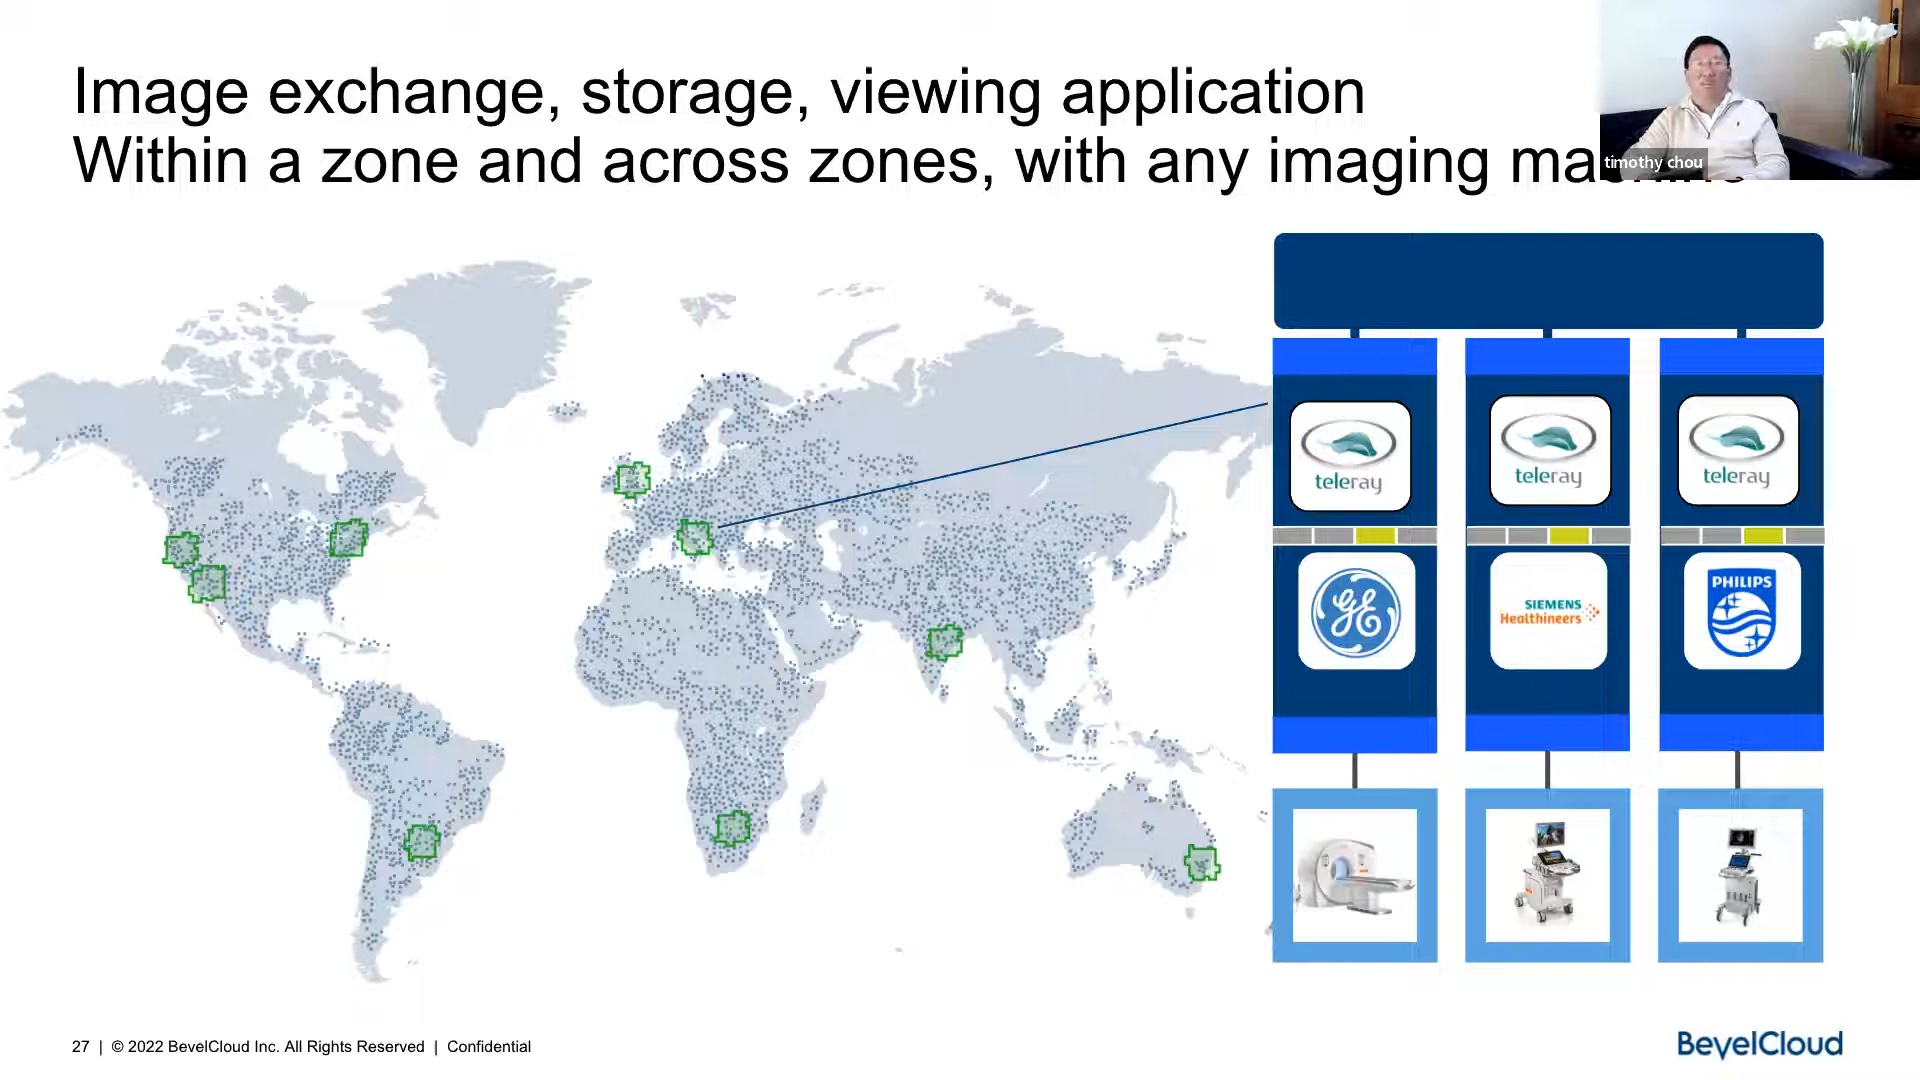 Image exchange, storage, viewing application
Within a zone and across zones, with any imaging
timothy chou
teleray
teleray
teleray
GE
SIEMENS
Healthineers
PHILIPS
27 | © 2022 BevelCloud Inc. All Rights Reserved | Confidential
BevelCloud